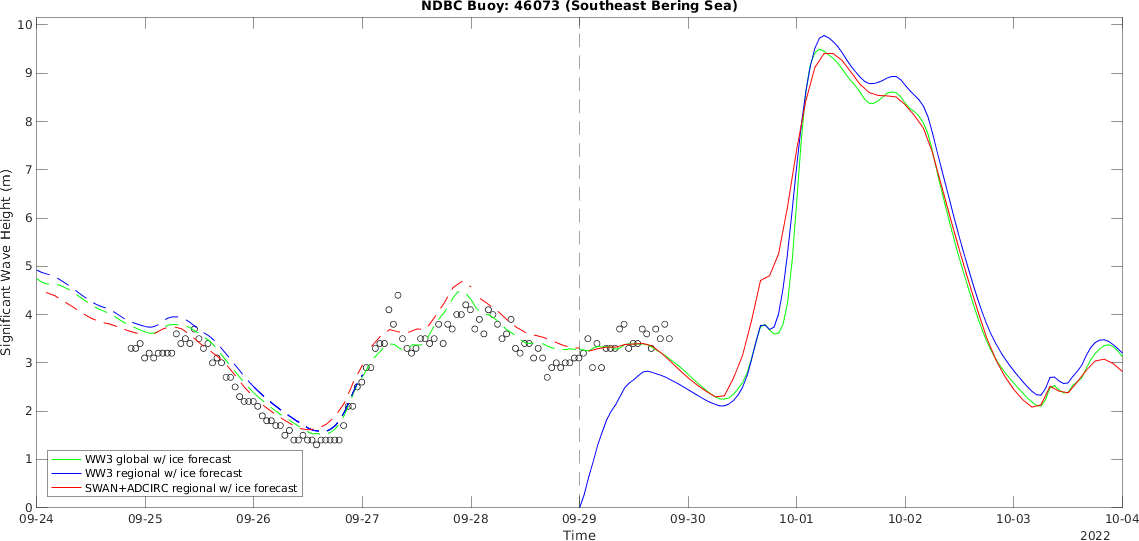 NDBC Buoy: 46073 (Southeast Bering Sea)
Significant Wave Height (m)
10
9
8
7
6
5
4
3
2
1
0
WW3 global w/ ice forecast
WW3 regional w/ ice forecast
SWAN+ADCIRC regional w/ ice forecast
09-24 09-25 09-26 09-27 09-28 09-29 09-30 10-01 10-02 10-03 10-04
Time
2022